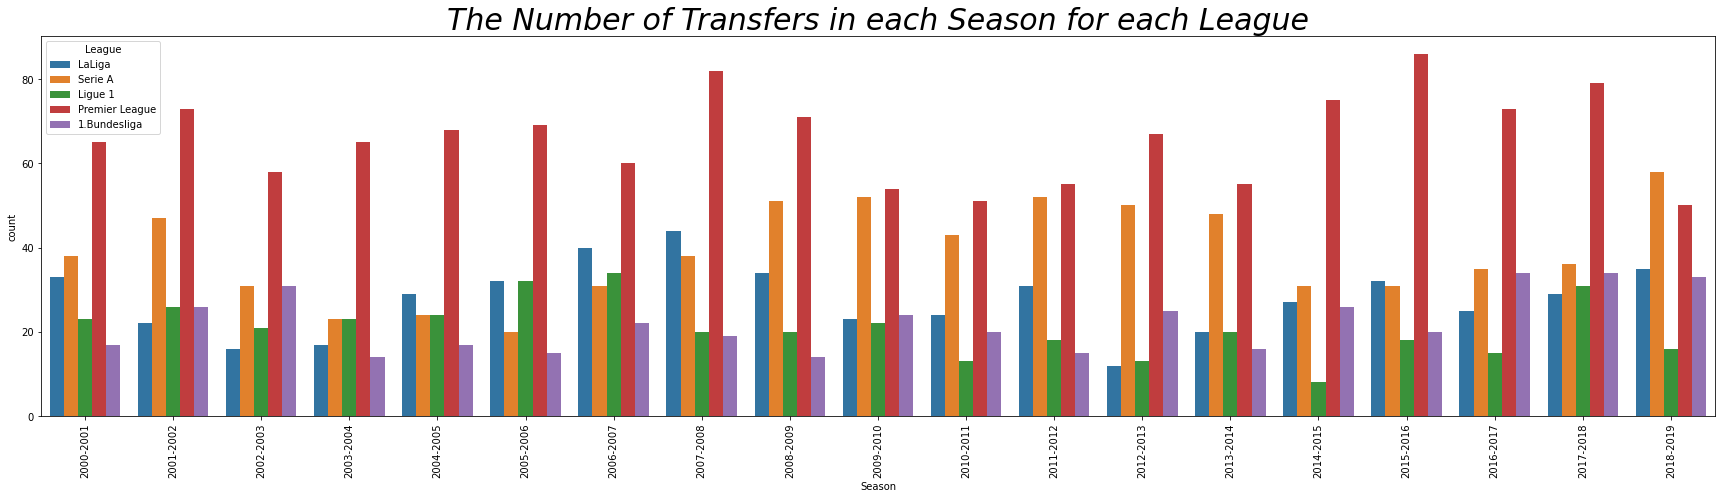 The Number of Transfers in each Season for each League
League
LaLiga
Serie A
Ligue 1
Premier League
1.Bundesliga
count
80
60
40
20
0
2000-2001
2001-2002
2002-2003
2003-2004
2004-2005
2005-2006
2006-2007
2007-2008
2008-2009
2009-2010
2010-2011
2011-2012
2012-2013
2013-2014
2014-2015
2015-2016
2016-2017
2017-2018
2018-2019
Season